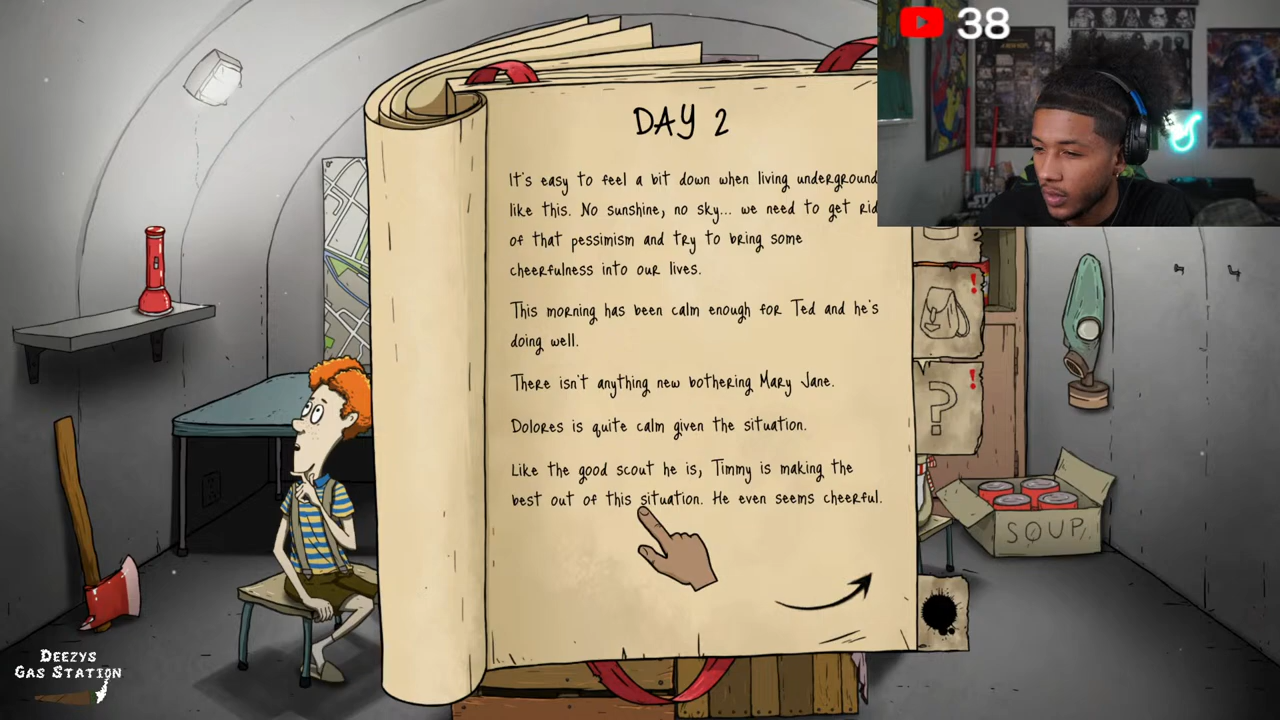 38
DAY 2
It's easy to feel a bit down when living underground
like this. No sunshine, no sky... we need to get rid
of that pessimism and try to bring some
cheerfulness into our lives.
This morning has been calm enough for Ted and he's
doing well.
There isn't anything new bothering Mary Jane.
Dolores is quite calm given the situation.
Like the good scout he is, Timmy is making the
best out of this situation. He even seems cheerful.
!
!
?
SOUP
DEEZYS
GAS STATION